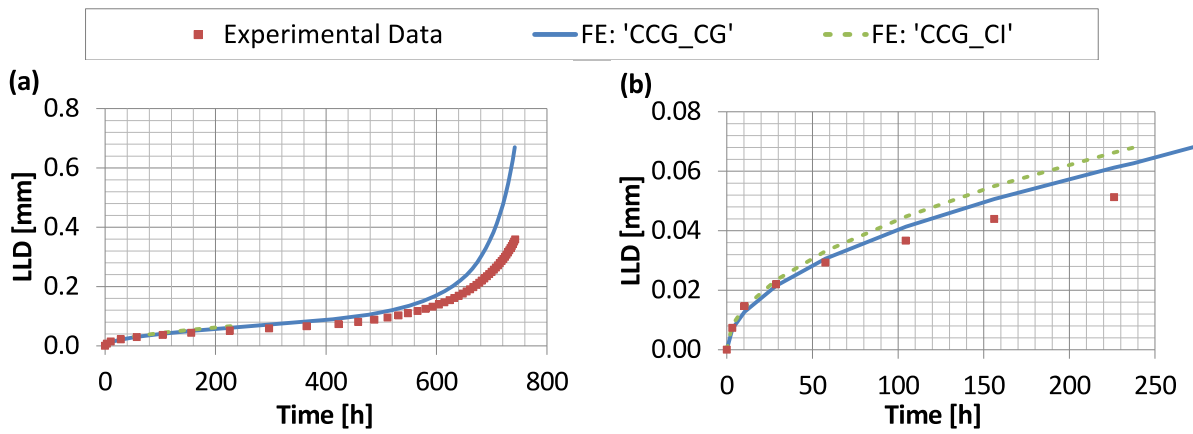 Experimental Data FE: 'CCG_CG' FE: 'CCG_CI'
(a)
0.8
0.6
0.4
0.2
0.0
LLD [mm]
0 200 400 600 800
Time [h]
(b)
0.08
0.06
0.04
0.02
0.00
LLD [mm]
0 50 100 150 200 250
Time [h]